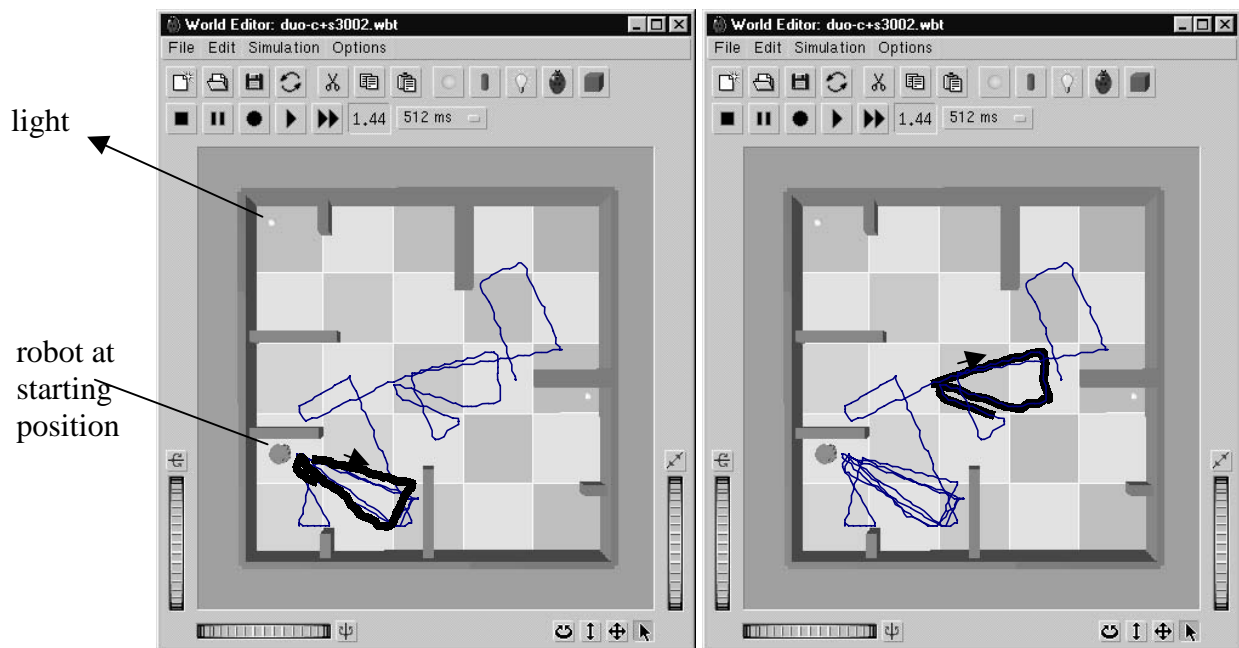 World Editor: duo-c+s3002.wbt
File Edit Simulation Options
1.44 512 ms
World Editor: duo-c+s3002.wbt
File Edit Simulation Options
1.44 512 ms
light
robot at
starting
position